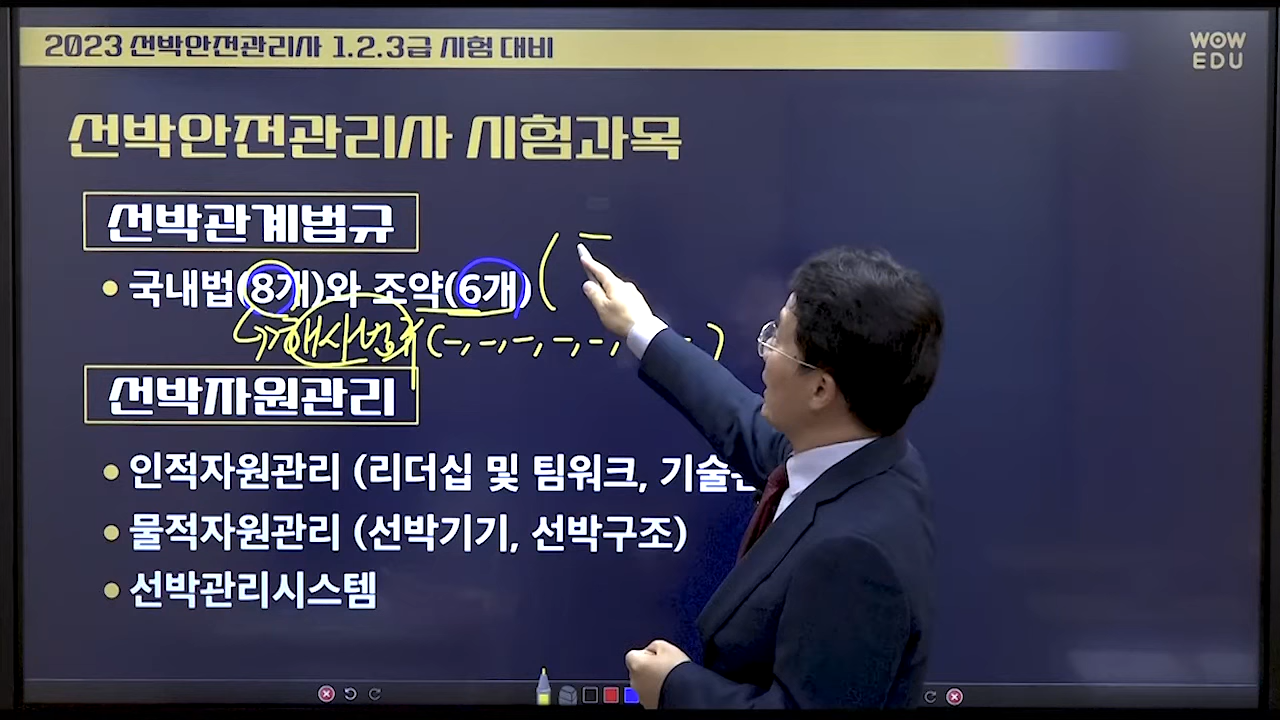 2023 선박안전관리사 1.2.3급 시험 대비
WOW
EDU
선박안전관리사 시험과목
선박관계법규
• 국내법(8개)와 조약(6개) (
해사법규 (-, -, -, -, -, )
선박자원관리
• 인적자원관리 (리더십 및 팀워크, 기술
• 물적자원관리 (선박기기, 선박구조)
• 선박관리시스템